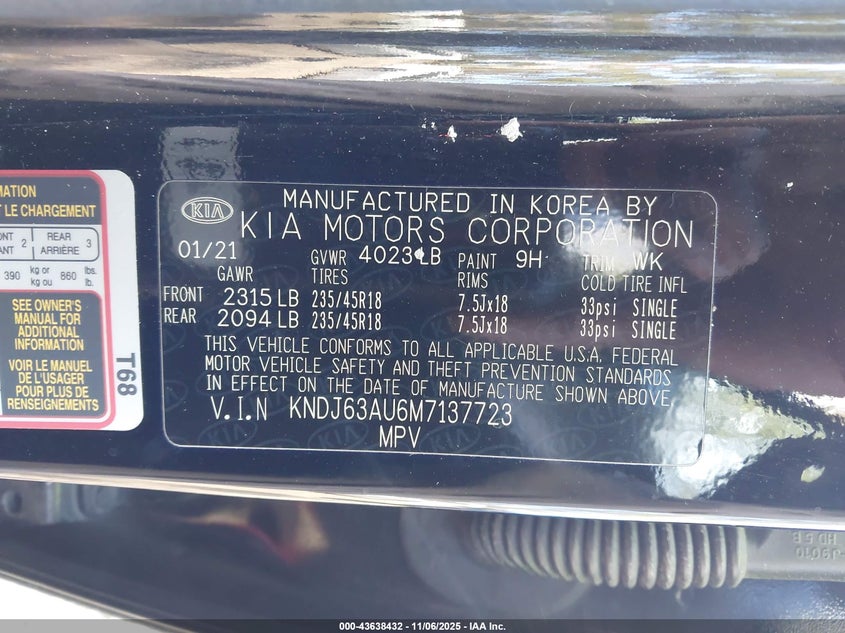 MATION
T LE CHARGEMENT
NT 2 REAR 3
ANT ARRIÈRE
390 kg or 860 lbs.
kg ou lb.
SEE OWNER'S
MANUAL FOR
ADDITIONAL
INFORMATION
VOIR LE MANUEL
DE L'USAGER
POUR PLUS DE
RENSEIGNEMENTS
T68
KIA
MANUFACTURED IN KOREA BY
KIA MOTORS CORPORATION
01/21 GVWR 4023 LB PAINT 9H TRIM WK
GAWR TIRES RIMS COLD TIRE INFL
FRONT 2315 LB 235/45R18 7.5Jx18 33psi SINGLE
REAR 2094 LB 235/45R18 7.5Jx18 33psi SINGLE
THIS VEHICLE CONFORMS TO ALL APPLICABLE U.S.A. FEDERAL
MOTOR VEHICLE SAFETY AND THEFT PREVENTION STANDARDS
IN EFFECT ON THE DATE OF MANUFACTURE SHOWN ABOVE.
V.I.N KNDJ63AU6M7137723
MPV
000-43638432 - 11/06/2025 - IAA Inc.